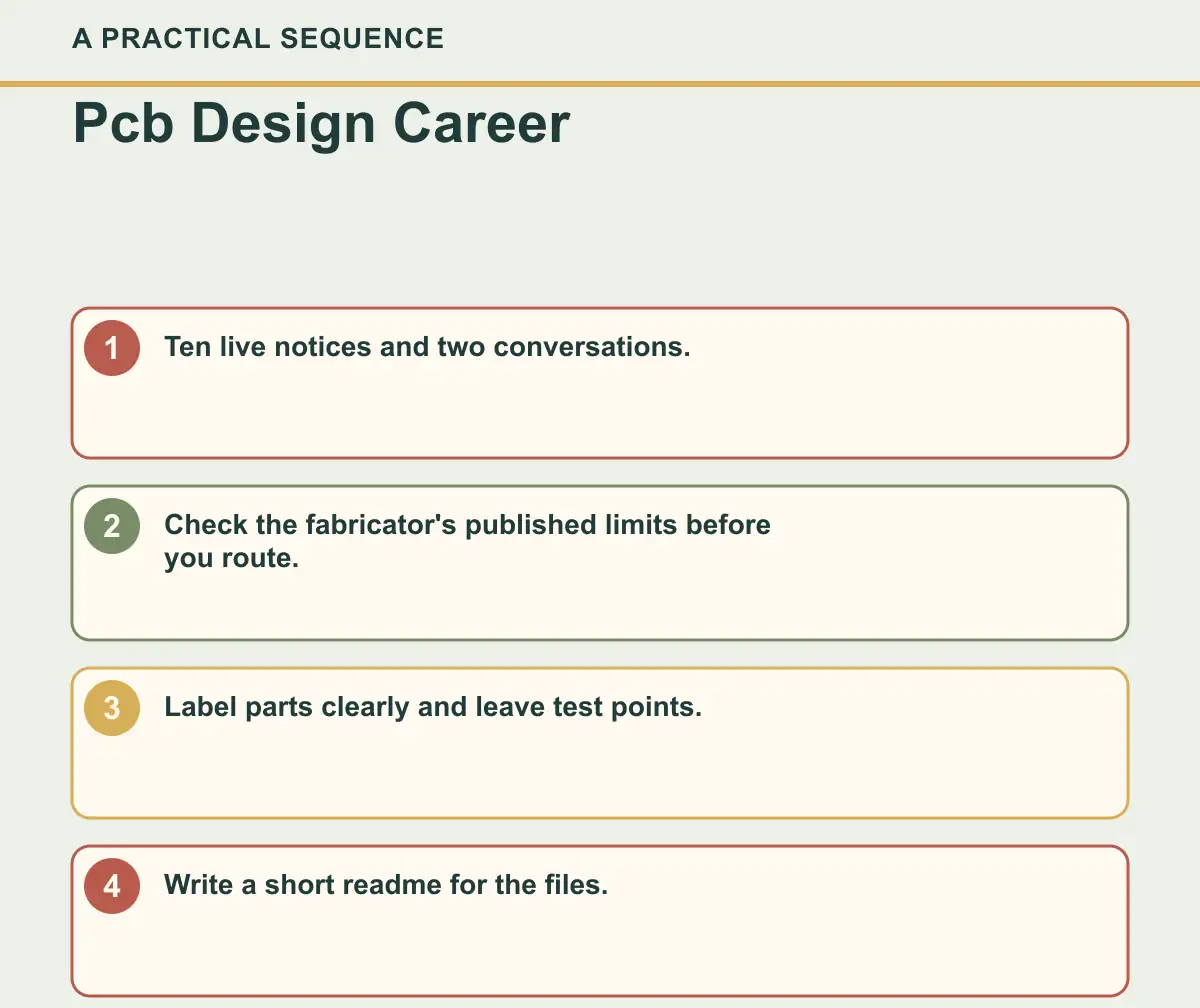 A PRACTICAL SEQUENCE
Pcb Design Career
1
Ten live notices and two conversations.
2
Check the fabricator's published limits before
you route.
3
Label parts clearly and leave test points.
4
Write a short readme for the files.